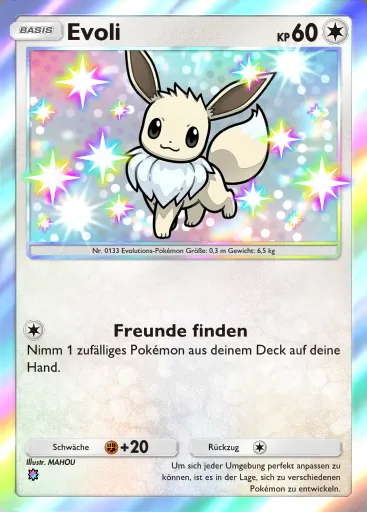 BASIS Evoli KP 60
Nr. 0133 Evolutions-Pokémon Größe: 0.3 m Gewicht: 6,5 kg
Freunde finden
Nimm 1 zufälliges Pokémon aus deinem Deck auf deine
Hand.
Schwäche +20 Rückzug
Illustr. MAHOU
Um sich jeder Umgebung perfekt anpassen zu
können, ist es in der Lage, sich zu verschiedenen
Pokémon zu entwickeln.